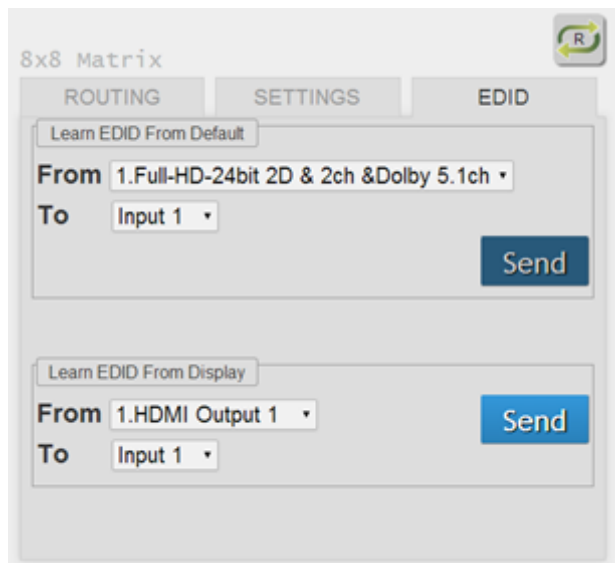 R
8x8 Matrix
ROUTING SETTINGS EDID
Learn EDID From Default
From 1.Full-HD-24bit 2D & 2ch &Dolby 5.1ch
To Input 1
Send
Learn EDID From Display
From 1.HDMI Output 1 Send
To Input 1